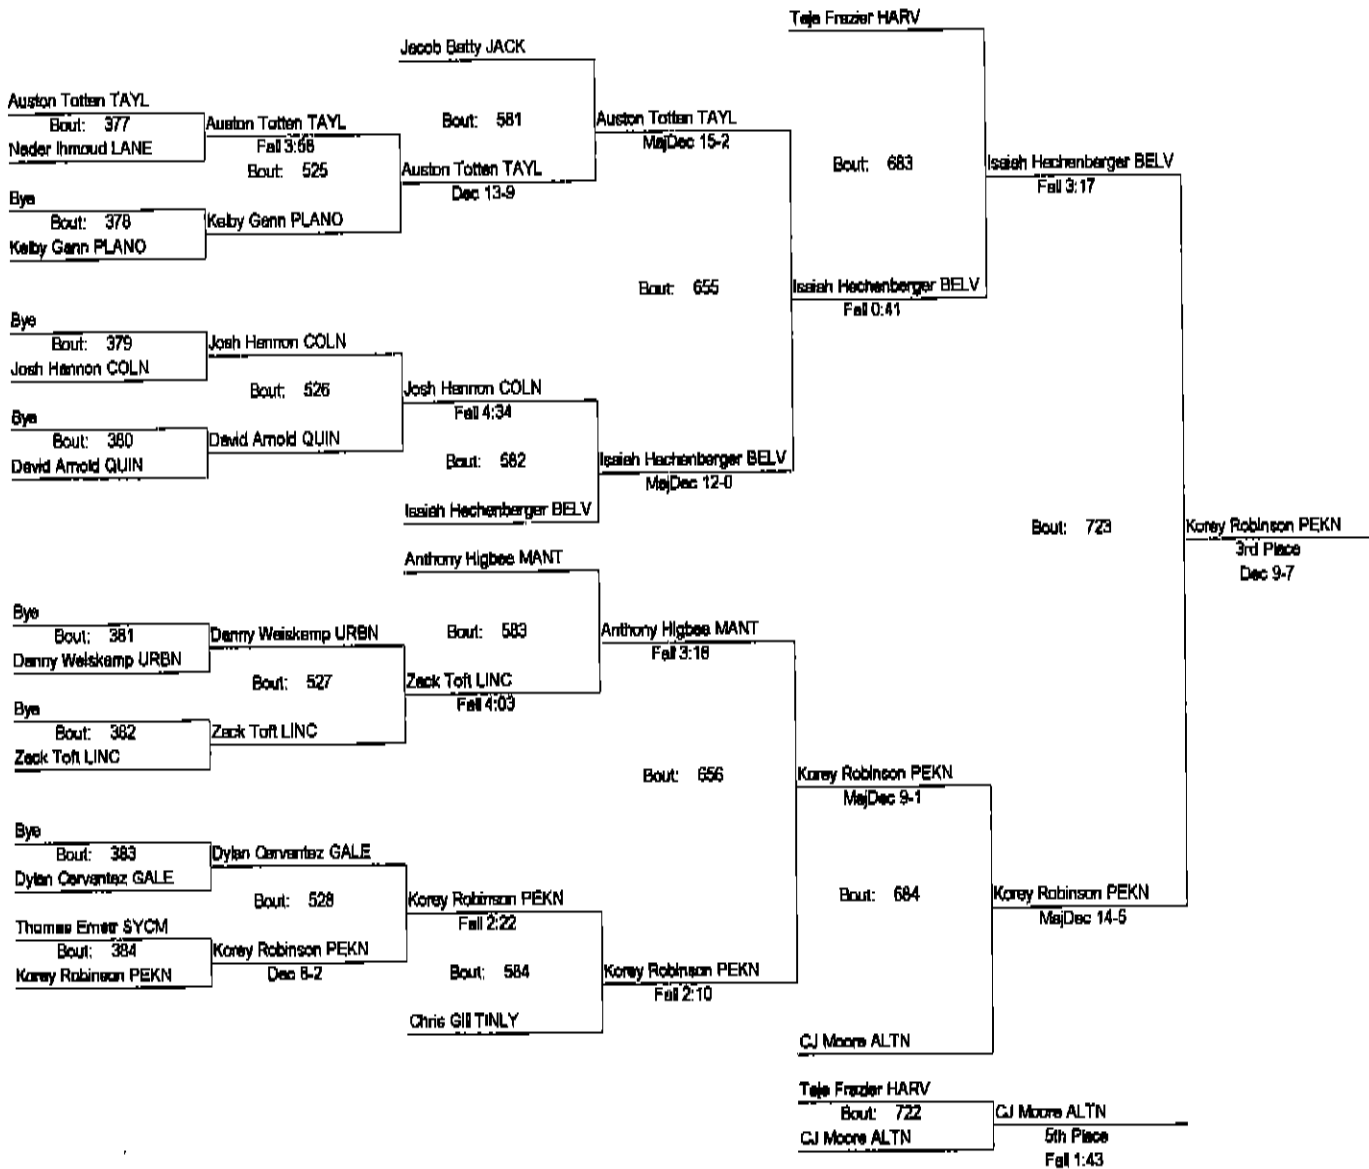 Teja Frazier HARV
Jacob Batty JACK
Auston Totten TAYL
Bout: 377
Nader Ihmoud LANE
Auston Totten TAYL
Fall 3:56
Bout: 525
Bye
Bout: 378
Kelby Gann PLANO
Kelby Gann PLANO
Bout: 581
Auston Totten TAYL
Dec 13-9
Auston Totten TAYL
MajDec 15-2
Bout: 683
Isaiah Hechenberger BELV
Fall 3:17
Bout: 655
Isaiah Hechenberger BELV
Fall 0:41
Bye
Bout: 379
Josh Hannon COLN
Josh Hannon COLN
Bout: 526
Bye
Bout: 380
David Arnold QUIN
David Arnold QUIN
Josh Hannon COLN
Fall 4:34
Bout: 582
Isaiah Hechenberger BELV
Isaiah Hechenberger BELV
MajDec 12-0
Bout: 723
Korey Robinson PEKN
3rd Place
Dec 9-7
Anthony Higbee MANT
Bye
Bout: 381
Danny Weiskamp URBN
Danny Weiskamp URBN
Bout: 527
Bye
Bout: 382
Zack Toft LINC
Zack Toft LINC
Bout: 583
Zack Toft LINC
Fall 4:03
Anthony Higbee MANT
Fall 3:16
Bout: 656
Korey Robinson PEKN
MajDec 9-1
Bye
Bout: 383
Dylan Cervantez GALE
Dylan Cervantez GALE
Bout: 528
Thomas Ernstr SYCM
Bout: 384
Korey Robinson PEKN
Korey Robinson PEKN
Dec 8-2
Korey Robinson PEKN
Fall 2:22
Bout: 584
Chris Gill TINLY
Korey Robinson PEKN
Fall 2:10
Bout: 684
Korey Robinson PEKN
MajDec 14-5
CJ Moore ALTN
Teja Frazier HARV
Bout: 722
CJ Moore ALTN
CJ Moore ALTN
5th Place
Fall 1:43